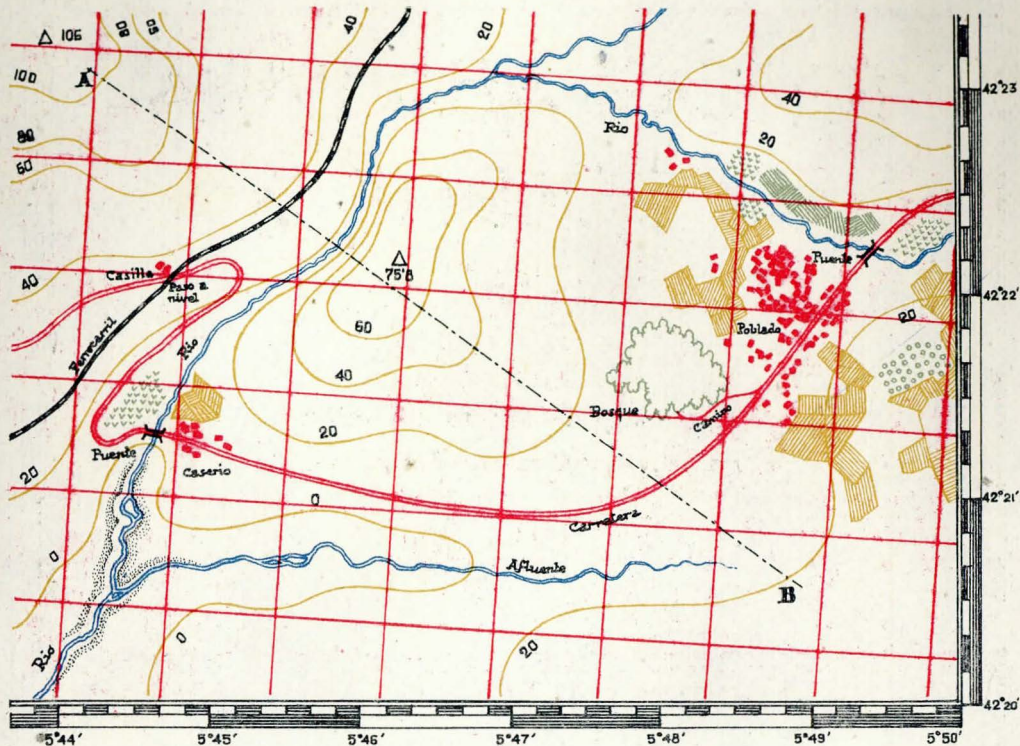 106
80
50
40
20
100
A
40
42°23'
Rio
20
80
60
Casilla
Paso a nivel
Puente
75'8
40
42°22'
20
60
Ferrocarril
Rio
Poblado
40
Bosque
Camino
20
Puente
Caserio
20
0
42°21'
Carretera
0
Afluente
B
0
20
Rio
42°20'
5°44' 5°45' 5°46' 5°47' 5°48' 5°49' 5°50'